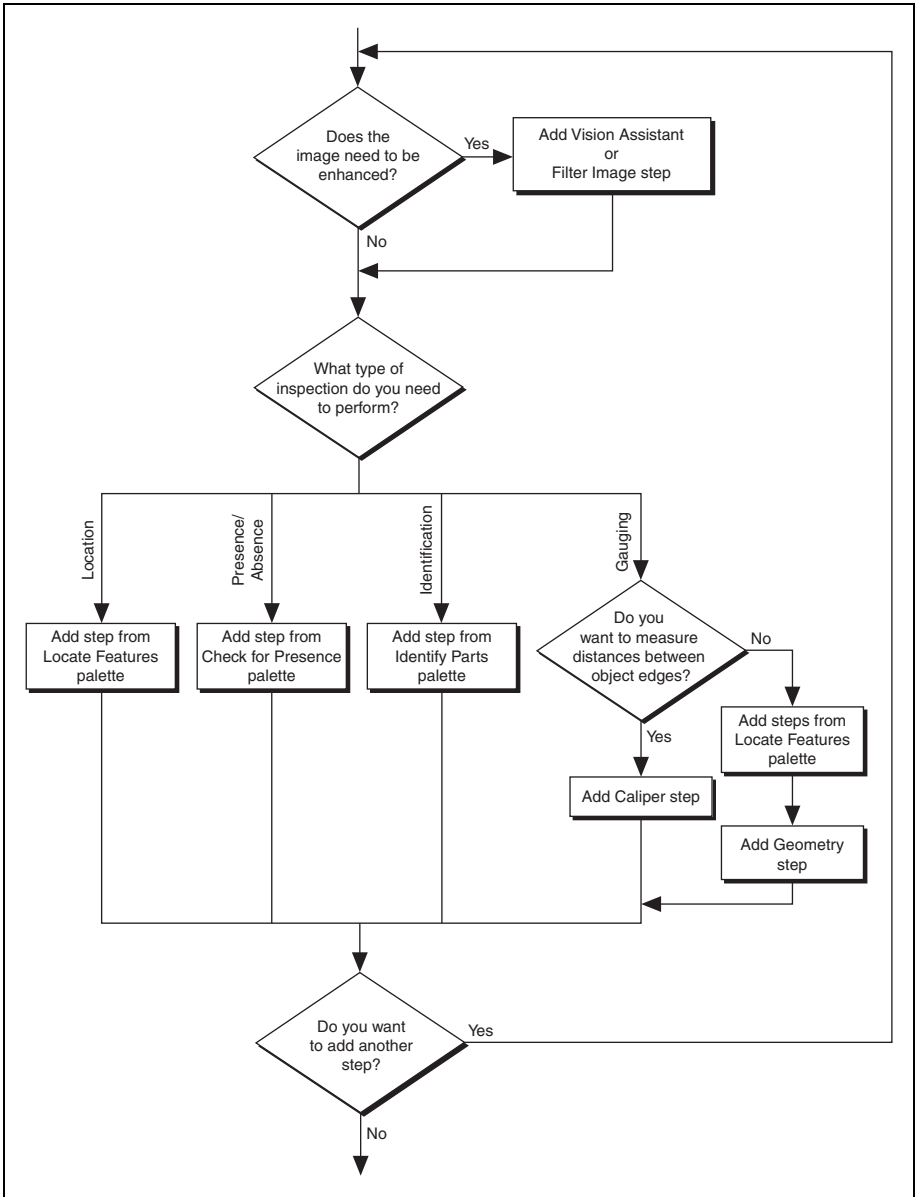 Does the
image need to be
enhanced?
Yes
Add Vision Assistant
or
Filter Image step
No
What type of
inspection do you need
to perform?
Location
Presence/
Absence
Identification
Gauging
Add step from
Locate Features
palette
Add step from
Check for Presence
palette
Add step from
Identify Parts
palette
Do you
want to measure
distances between
object edges?
No
Yes
Add steps from
Locate Features
palette
Add Caliper step
Add Geometry
step
Do you want
to add another
step?
Yes
No